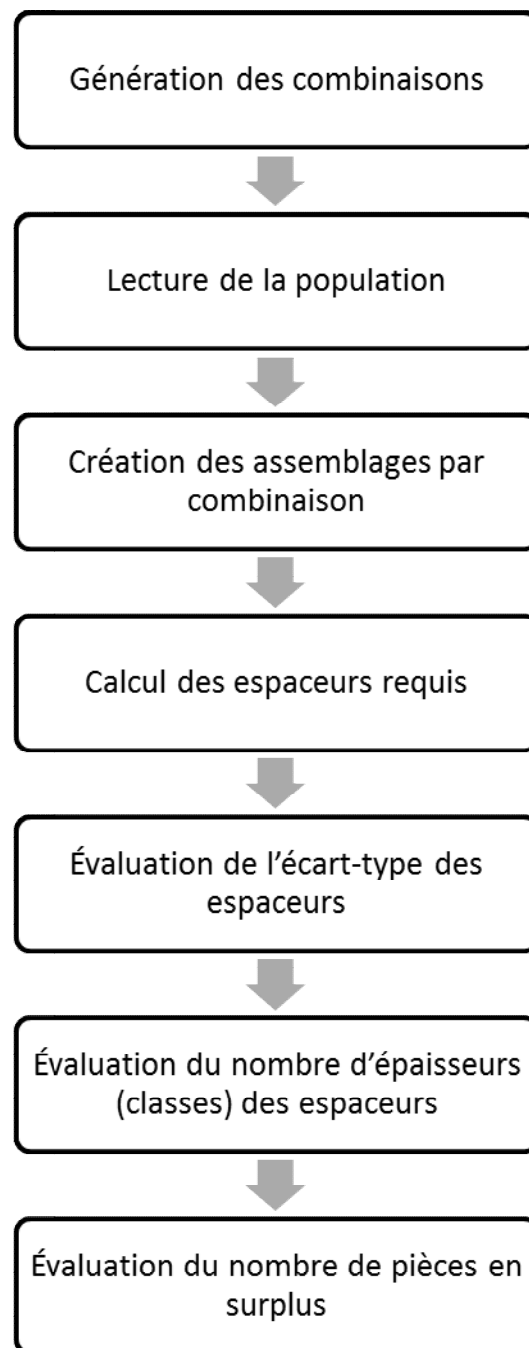 Génération des combinaisons
Lecture de la population
Création des assemblages par
combinaison
Calcul des espaceurs requis
Évaluation de l’écart-type des
espaceurs
Évaluation du nombre d’épaisseurs
(classes) des espaceurs
Évaluation du nombre de pièces en
surplus